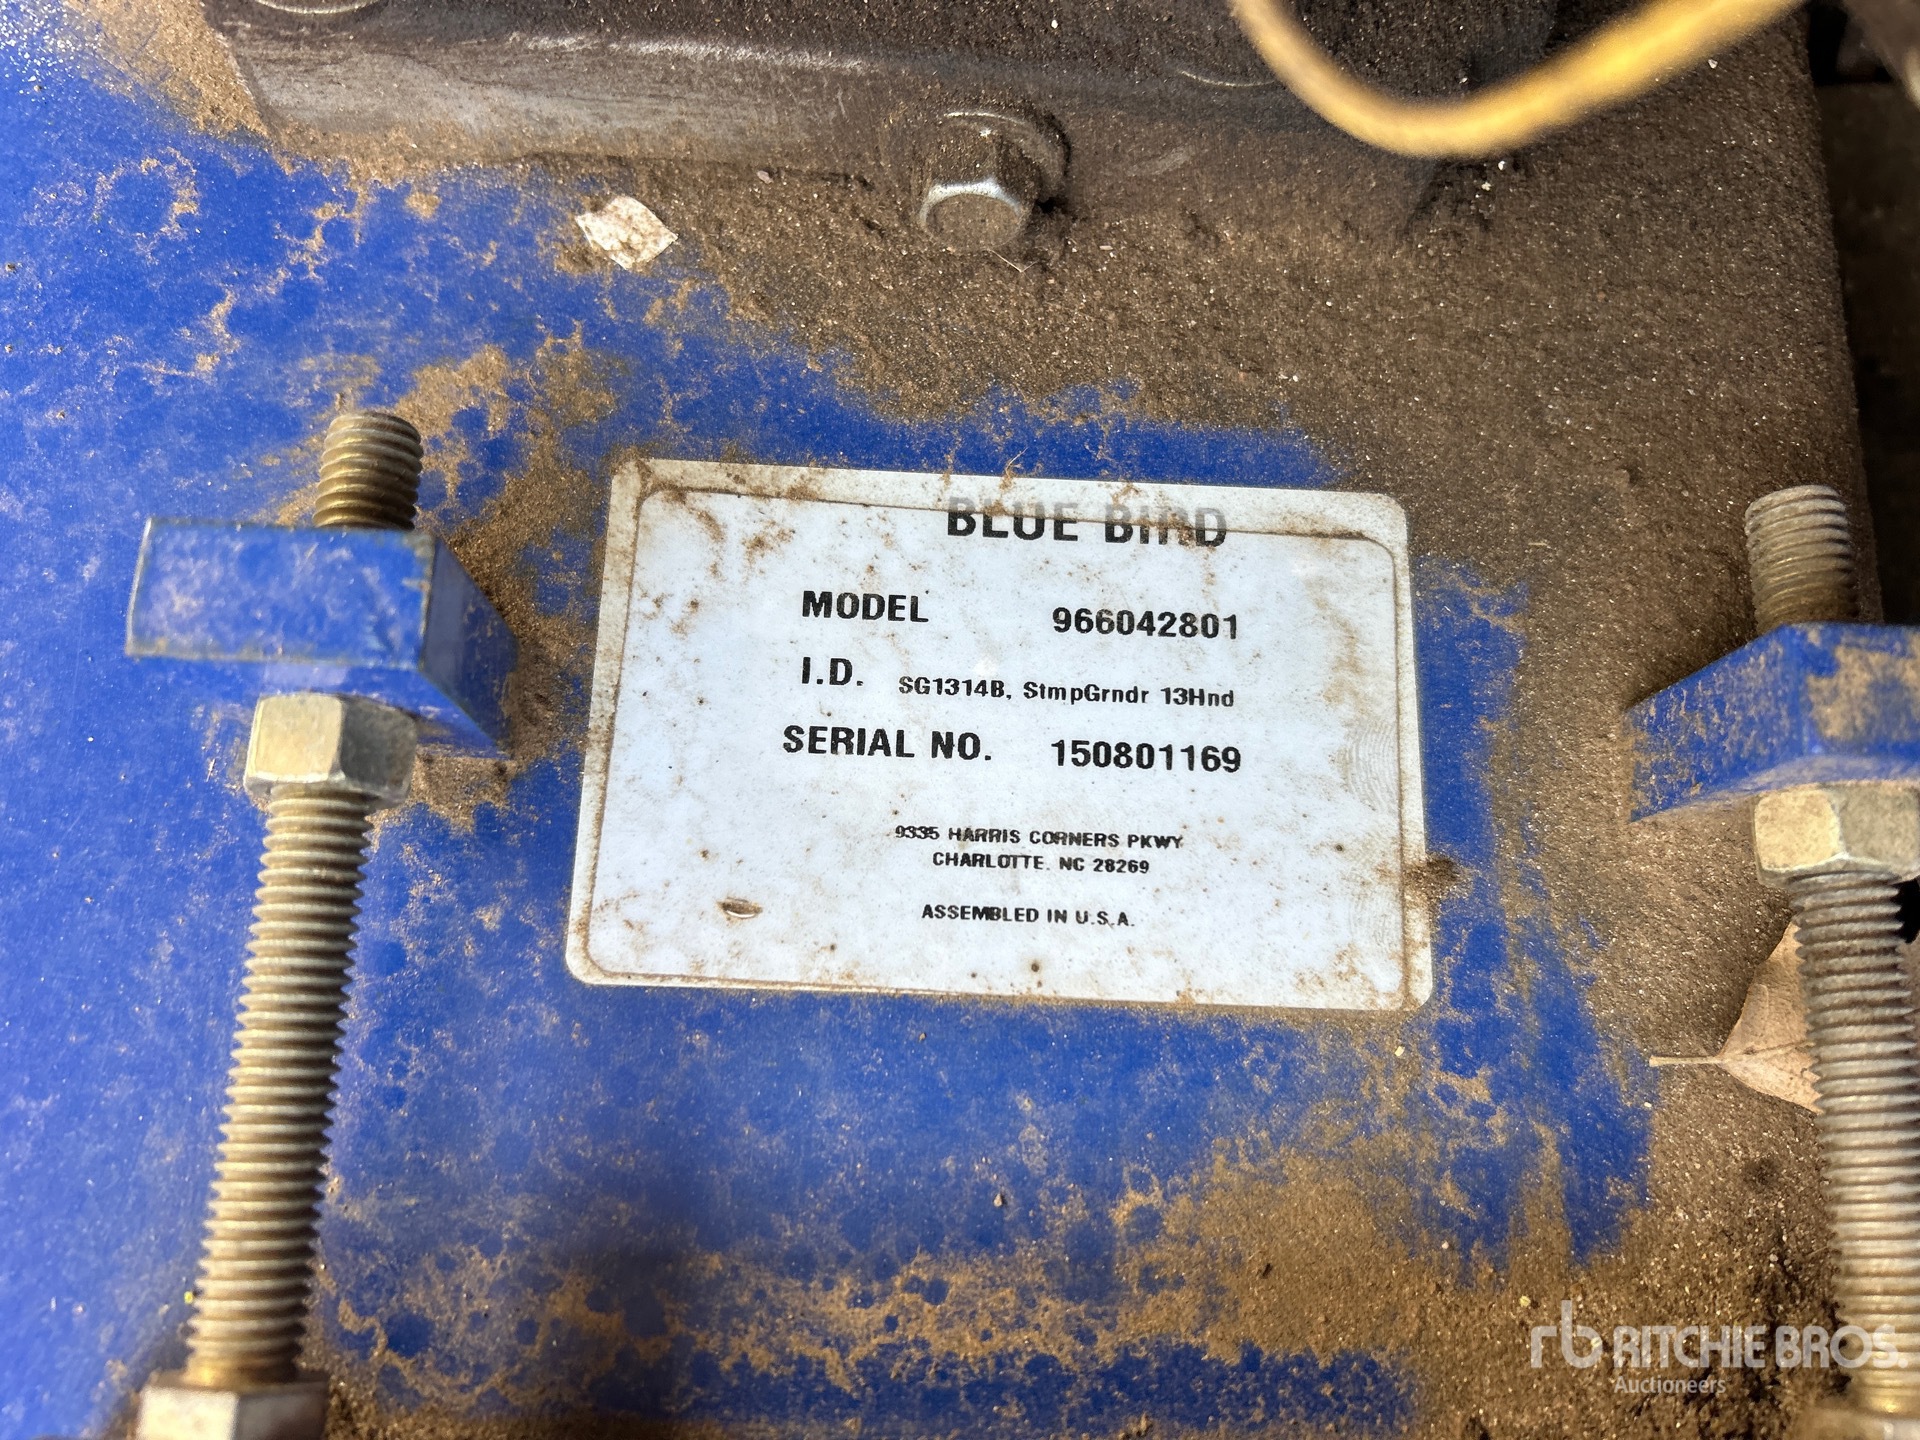 BLUE BIRD
MODEL 966042801
I.D. SG1314B, StmpGrndr 13Hnd
SERIAL NO. 150801169
9335 HARRIS CORNERS PKWY
CHARLOTTE, NC 28269
ASSEMBLED IN U.S.A.
rb RITCHIE BROS.
Auctioneers